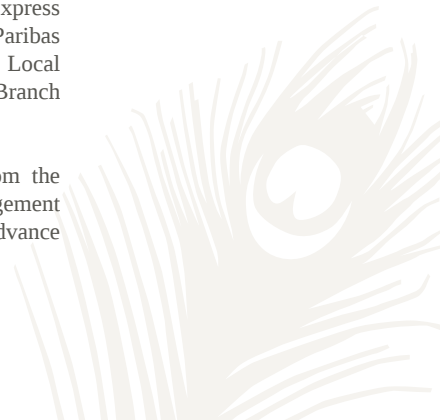 xpress
Paribas
Local
Branch
om the
gement
dvance